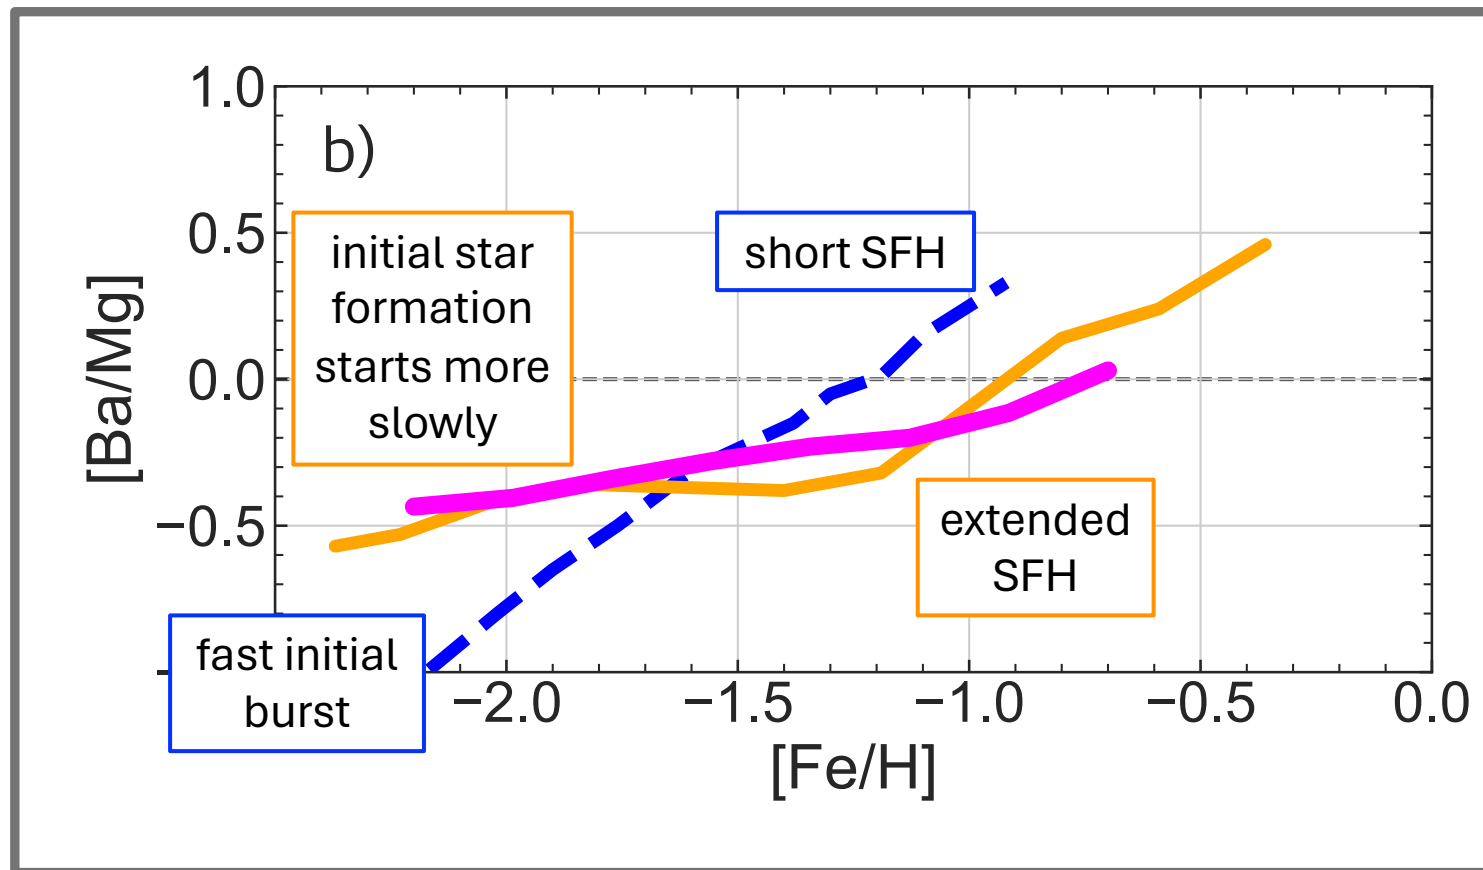 1.0
b)
initial star
formation
starts more
slowly
short SFH
0.5
[Ba/Mg]
0.0
−0.5
extended
SFH
fast initial
burst
−2.0
−1.5
−1.0
−0.5
0.0
[Fe/H]